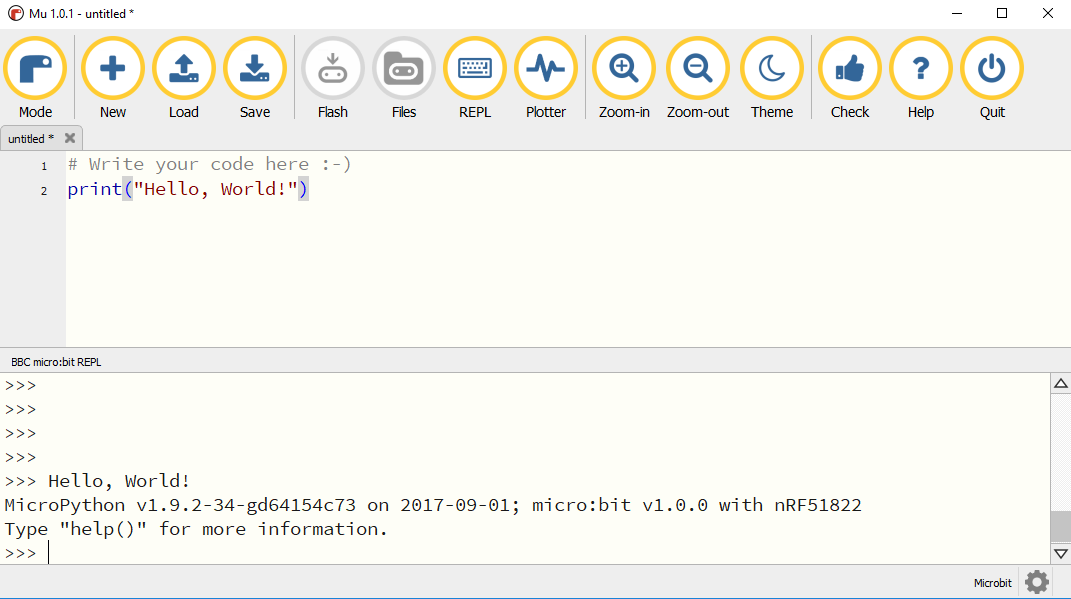 Mu 1.0.1 - untitled *
Mode New Load Save Flash Files REPL Plotter Zoom-in Zoom-out Theme Check Help Quit
untitled *
1 # Write your code here :-)
2 print("Hello, World!")
BBC micro:bit REPL
>>>
>>>
>>>
>>>
>>> Hello, World!
MicroPython v1.9.2-34-gd64154c73 on 2017-09-01; micro:bit v1.0.0 with nRF51822
Type "help()" for more information.
>>>
Microbit